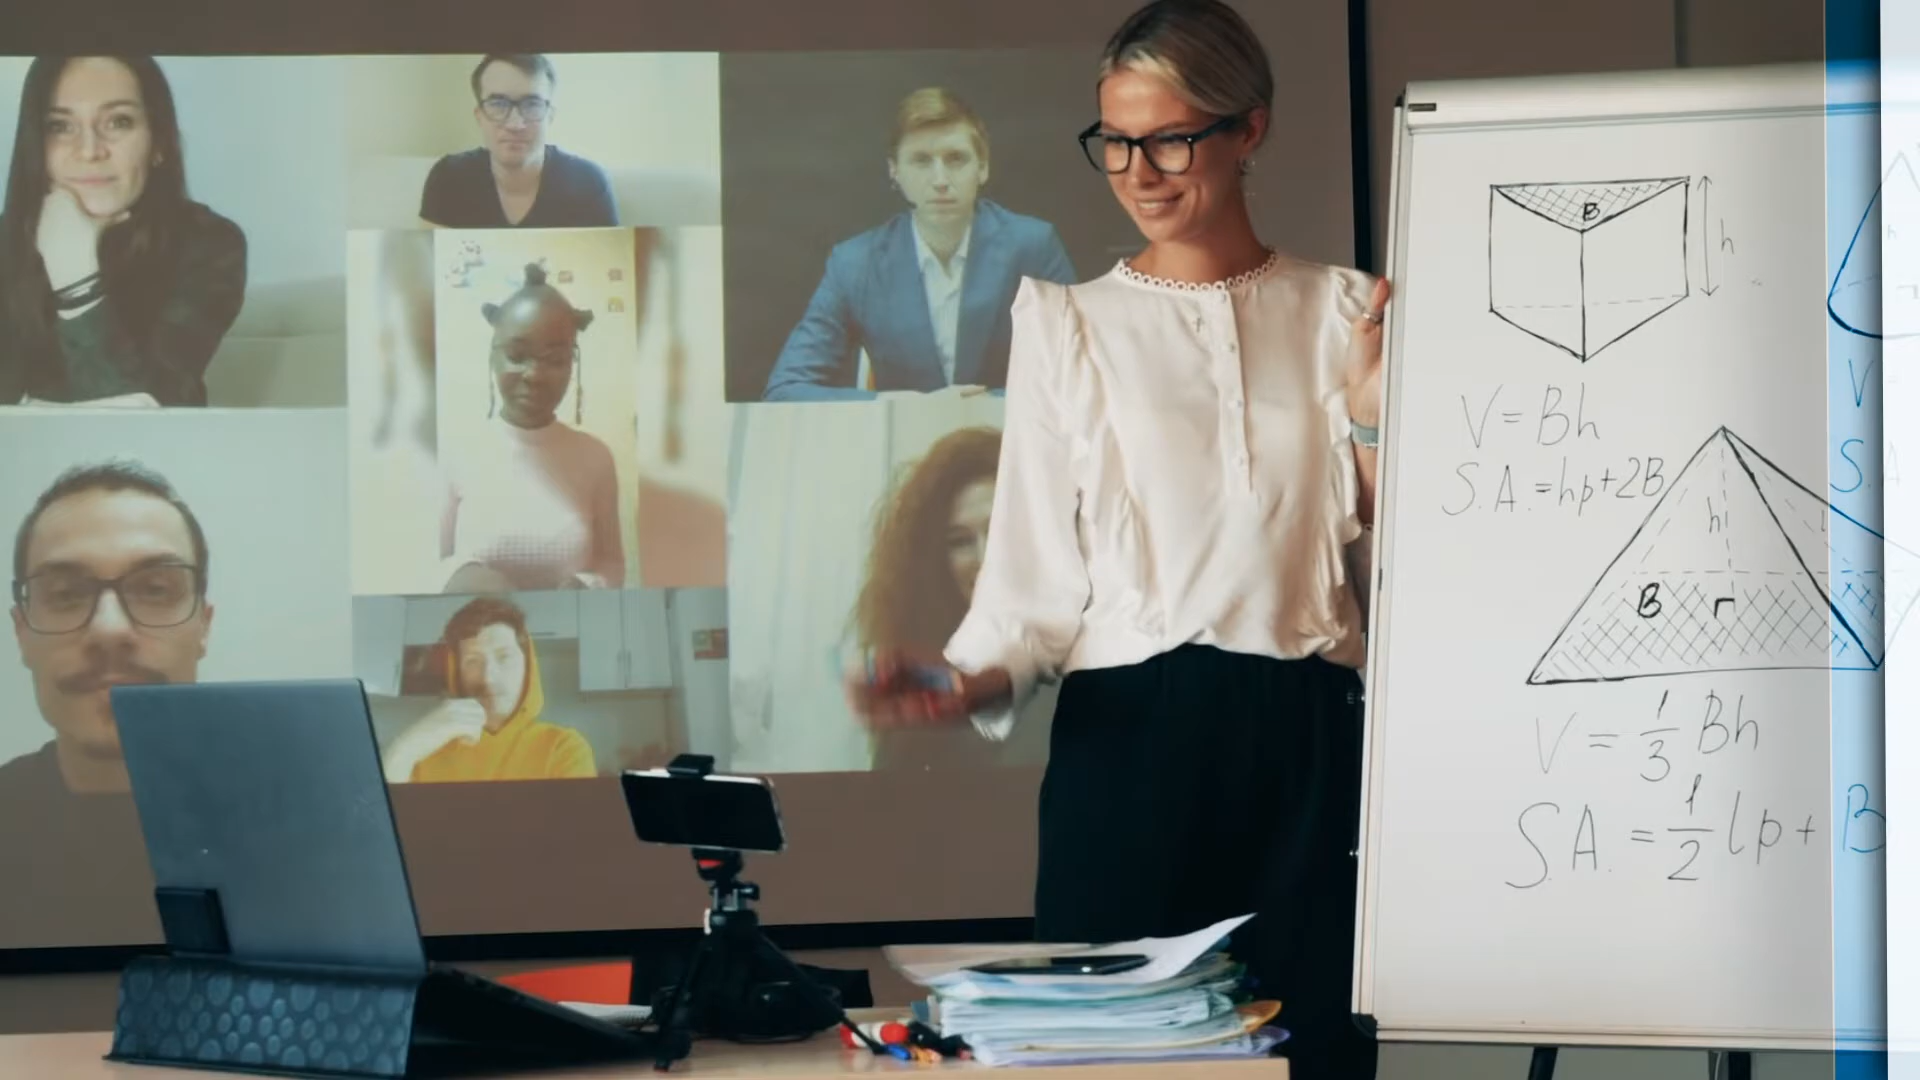 B
h
V = Bh
S.A. = hp + 2B
h
l
B r
V = 1/3 Bh
S.A. = 1/2 lp + B
V
S.A